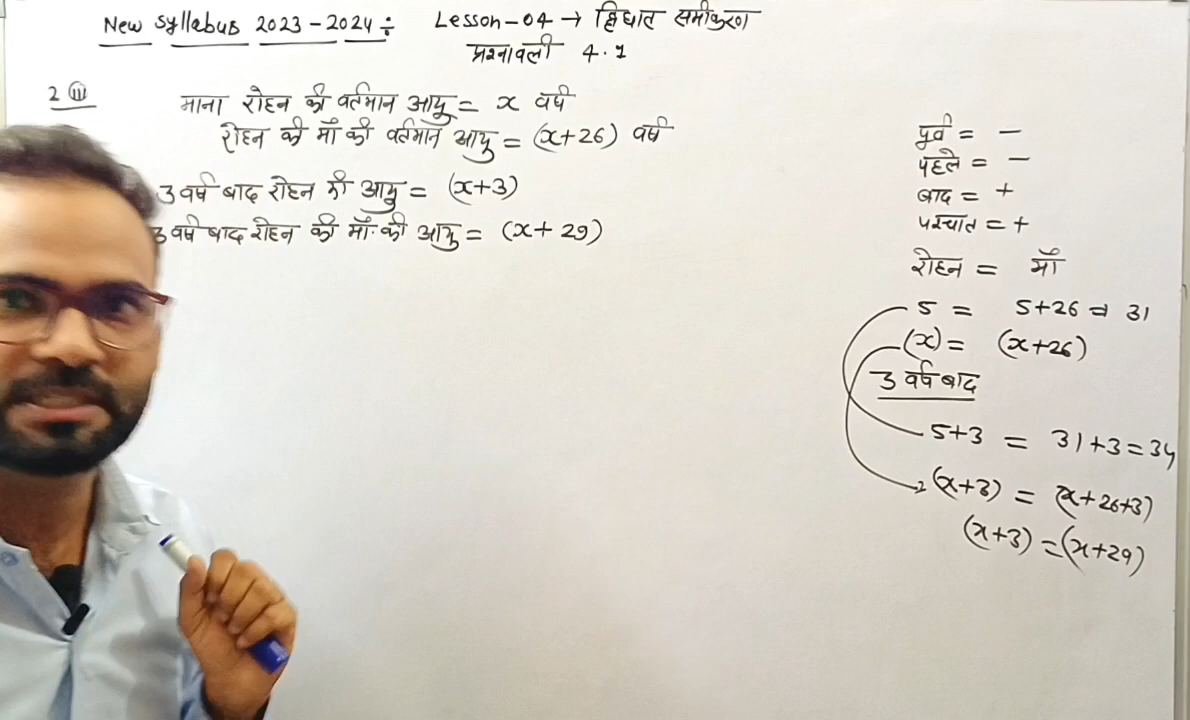 New Syllabus 2023-2024 ÷ Lesson-04 → द्विघात समीकरण
प्रश्नावली 4.1
2 (iii)
माना रोहन की वर्तमान आयु = x वर्ष
रोहन की माँ की वर्तमान आयु = (x+26) वर्ष
3 वर्ष बाद रोहन की आयु = (x+3)
3 वर्ष बाद रोहन की माँ की आयु = (x+29)
पूर्व = -
पहले = -
बाद = +
पश्चात = +
रोहन = माँ
5 = 5+26 = 31
(x) = (x+26)
3 वर्ष बाद
5+3 = 31+3=34
(x+3) = (x+26+3)
(x+3) = (x+29)